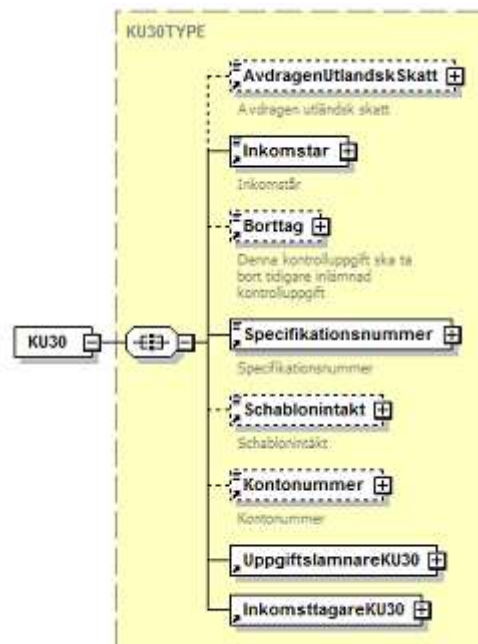 KU30TYPE
AvdragenUtlandskSkatt
Avdragen utländsk skatt
Inkomstar
Inkomstår
Borttag
Denna kontrolluppgift ska ta
bort tidigare inlämnad
kontrolluppgift
KU30
Specifikationsnummer
Specifikationsnummer
Schablonintakt
Schablonintäkt
Kontonummer
Kontonummer
UppgiftslamnareKU30
InkomsttagareKU30